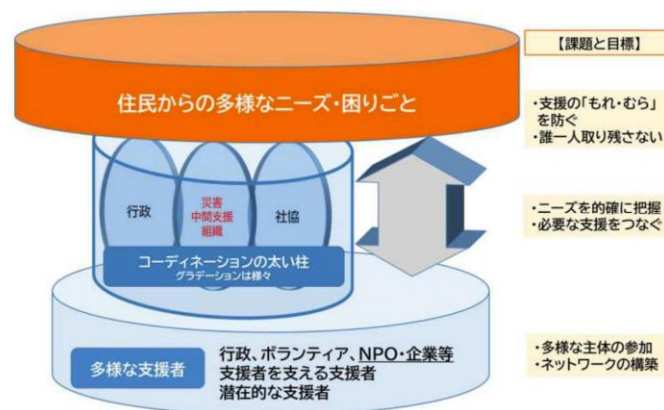 【課題と目標】
住民からの多様なニーズ・困りごと
・支援の「もれ・むら」
を防ぐ
・誰一人取り残さない
行政
災害
中間支援
組織
社協
・ニーズを的確に把握
・必要な支援をつなぐ
コーディネーションの太い柱
グラデーションは様々
多様な支援者
行政、ボランティア、NPO・企業等
支援者を支える支援者
潜在的な支援者
・多様な主体の参加
・ネットワークの構築